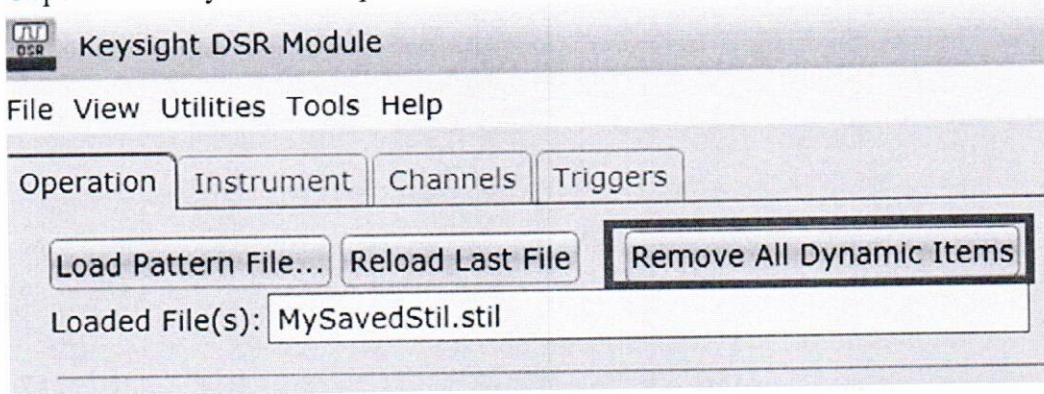 DSR
Keysight DSR Module
File View Utilities Tools Help
Operation Instrument Channels Triggers
Load Pattern File... Reload Last File Remove All Dynamic Items
Loaded File(s): MySavedStil.stil